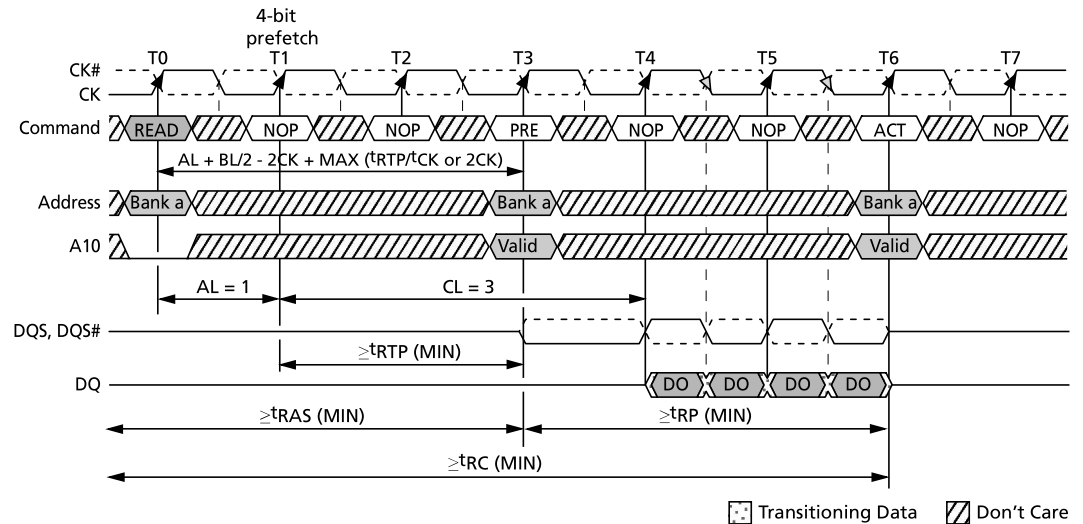 4-bit
prefetch
T0 T1 T2 T3 T4 T5 T6 T7
CK#
CK
Command READ NOP NOP PRE NOP NOP ACT NOP
AL + BL/2 - 2CK + MAX (tRTP/tCK or 2CK)
Address Bank a Bank a Bank a
A10 Valid Valid
AL = 1 CL = 3
DQS, DQS#
≥tRTP (MIN)
DQ DO DO DO DO
≥tRAS (MIN) ≥tRP (MIN)
≥tRC (MIN)
Transitioning Data Don't Care